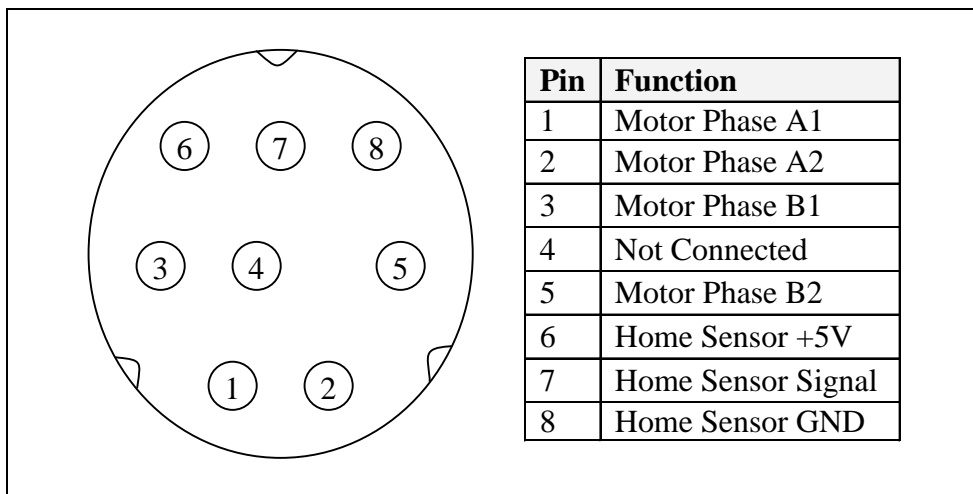 6 7 8
3 4 5
1 2
Pin Function
1 Motor Phase A1
2 Motor Phase A2
3 Motor Phase B1
4 Not Connected
5 Motor Phase B2
6 Home Sensor +5V
7 Home Sensor Signal
8 Home Sensor GND